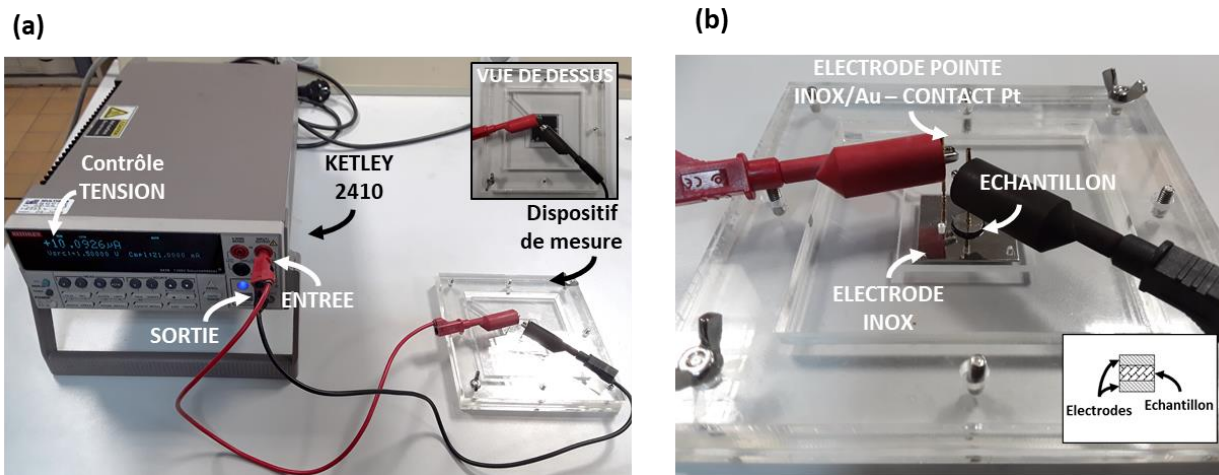 (a)
VUE DE DESSUS
Contrôle
TENSION
KETLEY
2410
Dispositif
de mesure
ENTREE
SORTIE
(b)
ELECTRODE POINTE
INOX/Au – CONTACT Pt
ECHANTILLON
ELECTRODE
INOX
Electrodes
Echantillon